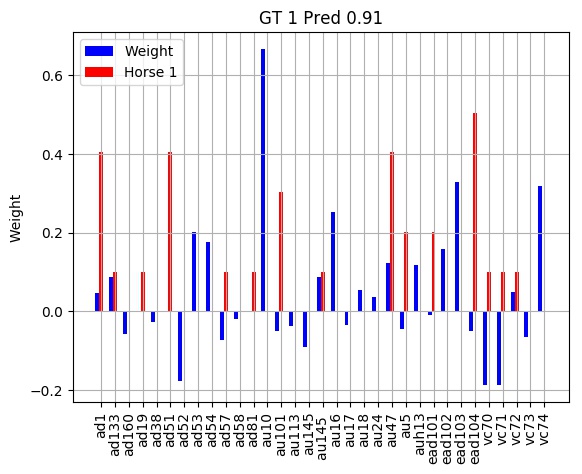 GT 1 Pred 0.91
Weight
Horse 1
Weight
0.6
0.4
0.2
0.0
−0.2
ad1
ad133
ad160
ad19
ad38
ad51
ad52
ad53
ad54
ad57
ad58
ad81
au10
au101
au113
au145
au145
au16
au17
au18
au24
au47
au5
auh13
ead101
ead102
ead103
ead104
vc70
vc71
vc72
vc73
vc74